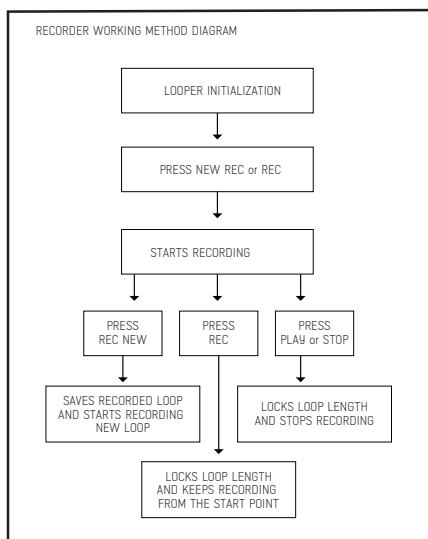 RECORDER WORKING METHOD DIAGRAM
LOOPER INITIALIZATION
PRESS NEW REC or REC
STARTS RECORDING
PRESS
REC NEW
PRESS
REC
PRESS
PLAY or STOP
SAVES RECORDED LOOP
AND STARTS RECORDING
NEW LOOP
LOCKS LOOP LENGTH
AND STOPS RECORDING
LOCKS LOOP LENGTH
AND KEEPS RECORDING
FROM THE START POINT